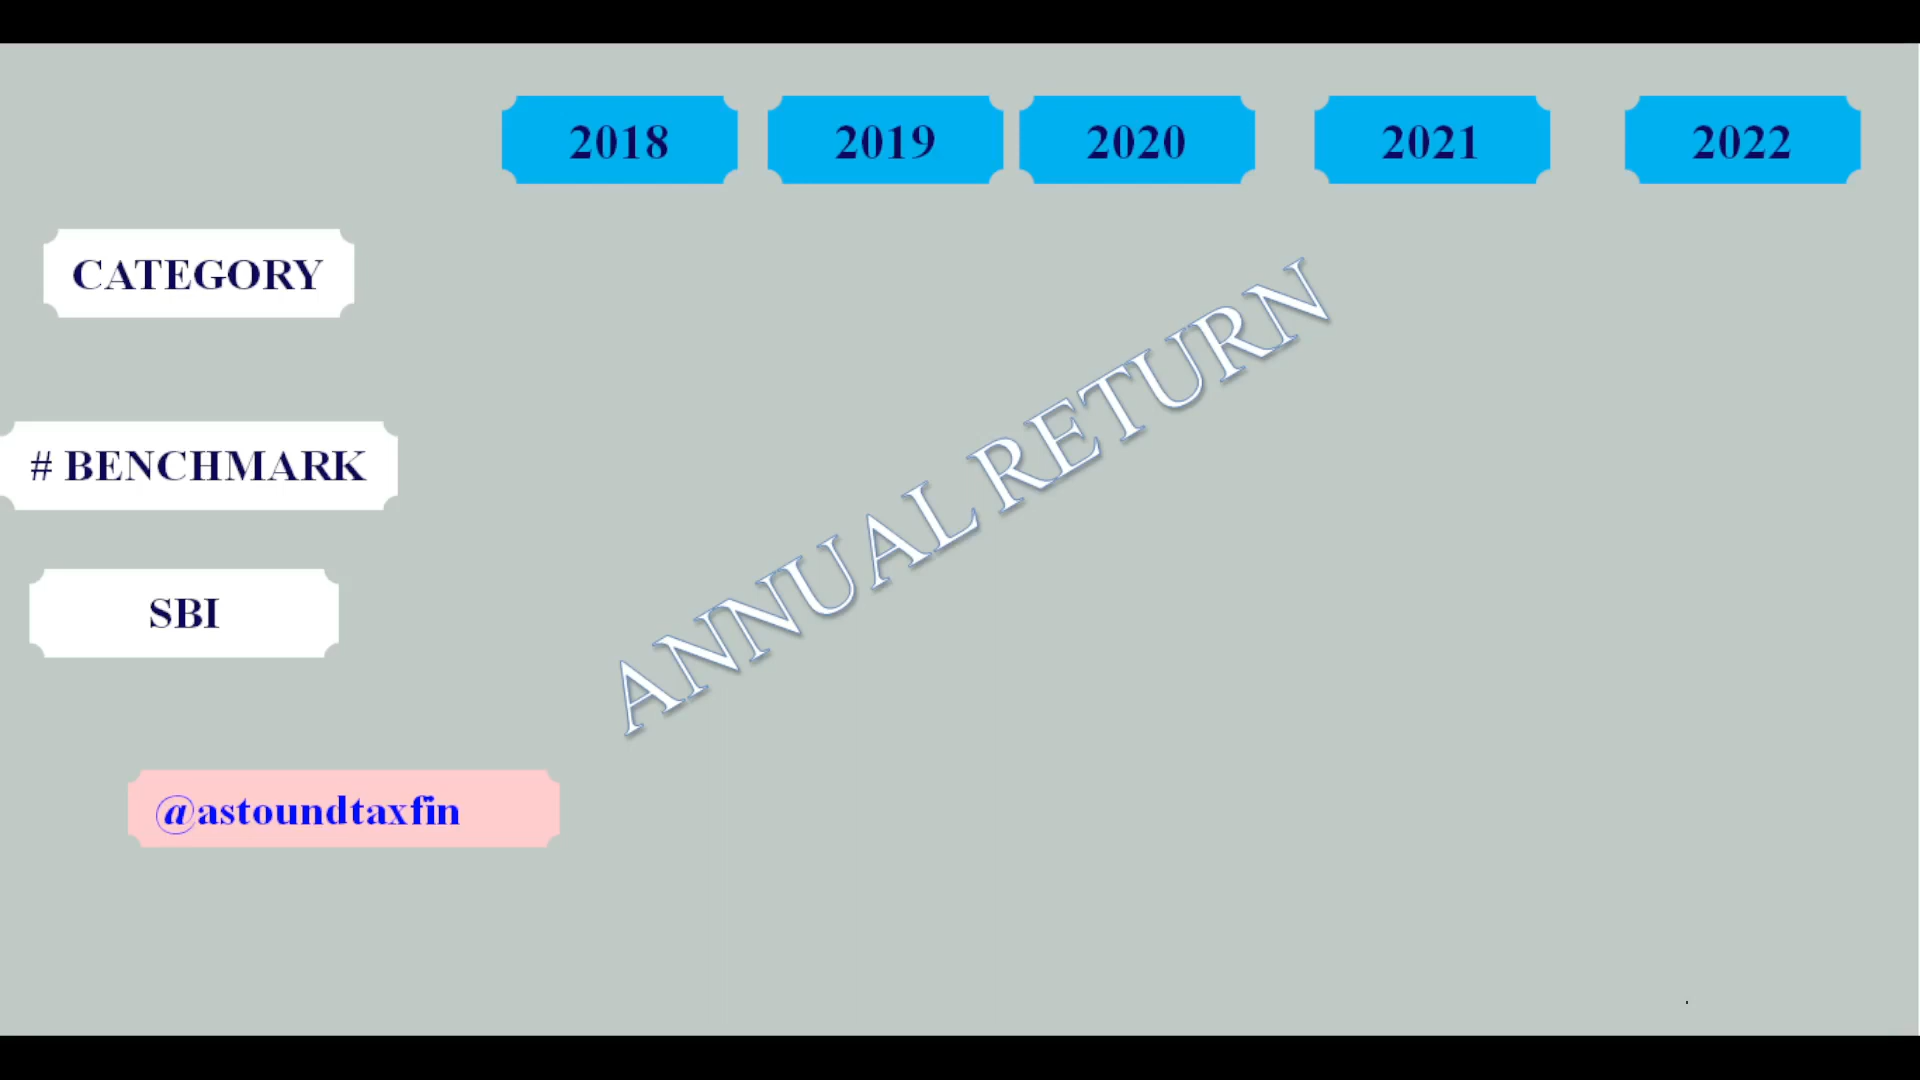 2018 2019 2020 2021 2022
CATEGORY
ANNUAL RETURN
# BENCHMARK
SBI
@astoundtaxfin